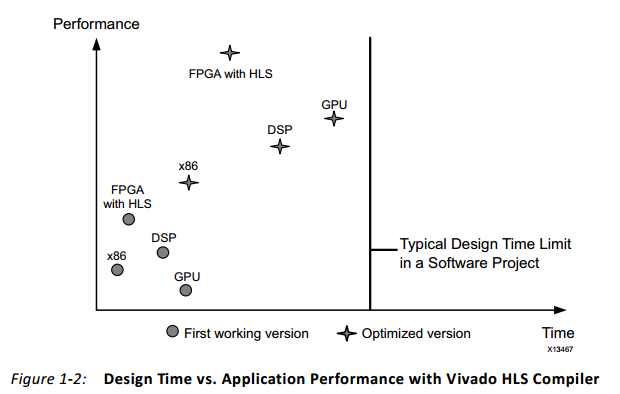 Performance
FPGA with HLS
GPU
DSP
x86
FPGA
with HLS
DSP
x86
GPU
Typical Design Time Limit
in a Software Project
First working version
Optimized version
Time
X13467
Figure 1-2: Design Time vs. Application Performance with Vivado HLS Compiler